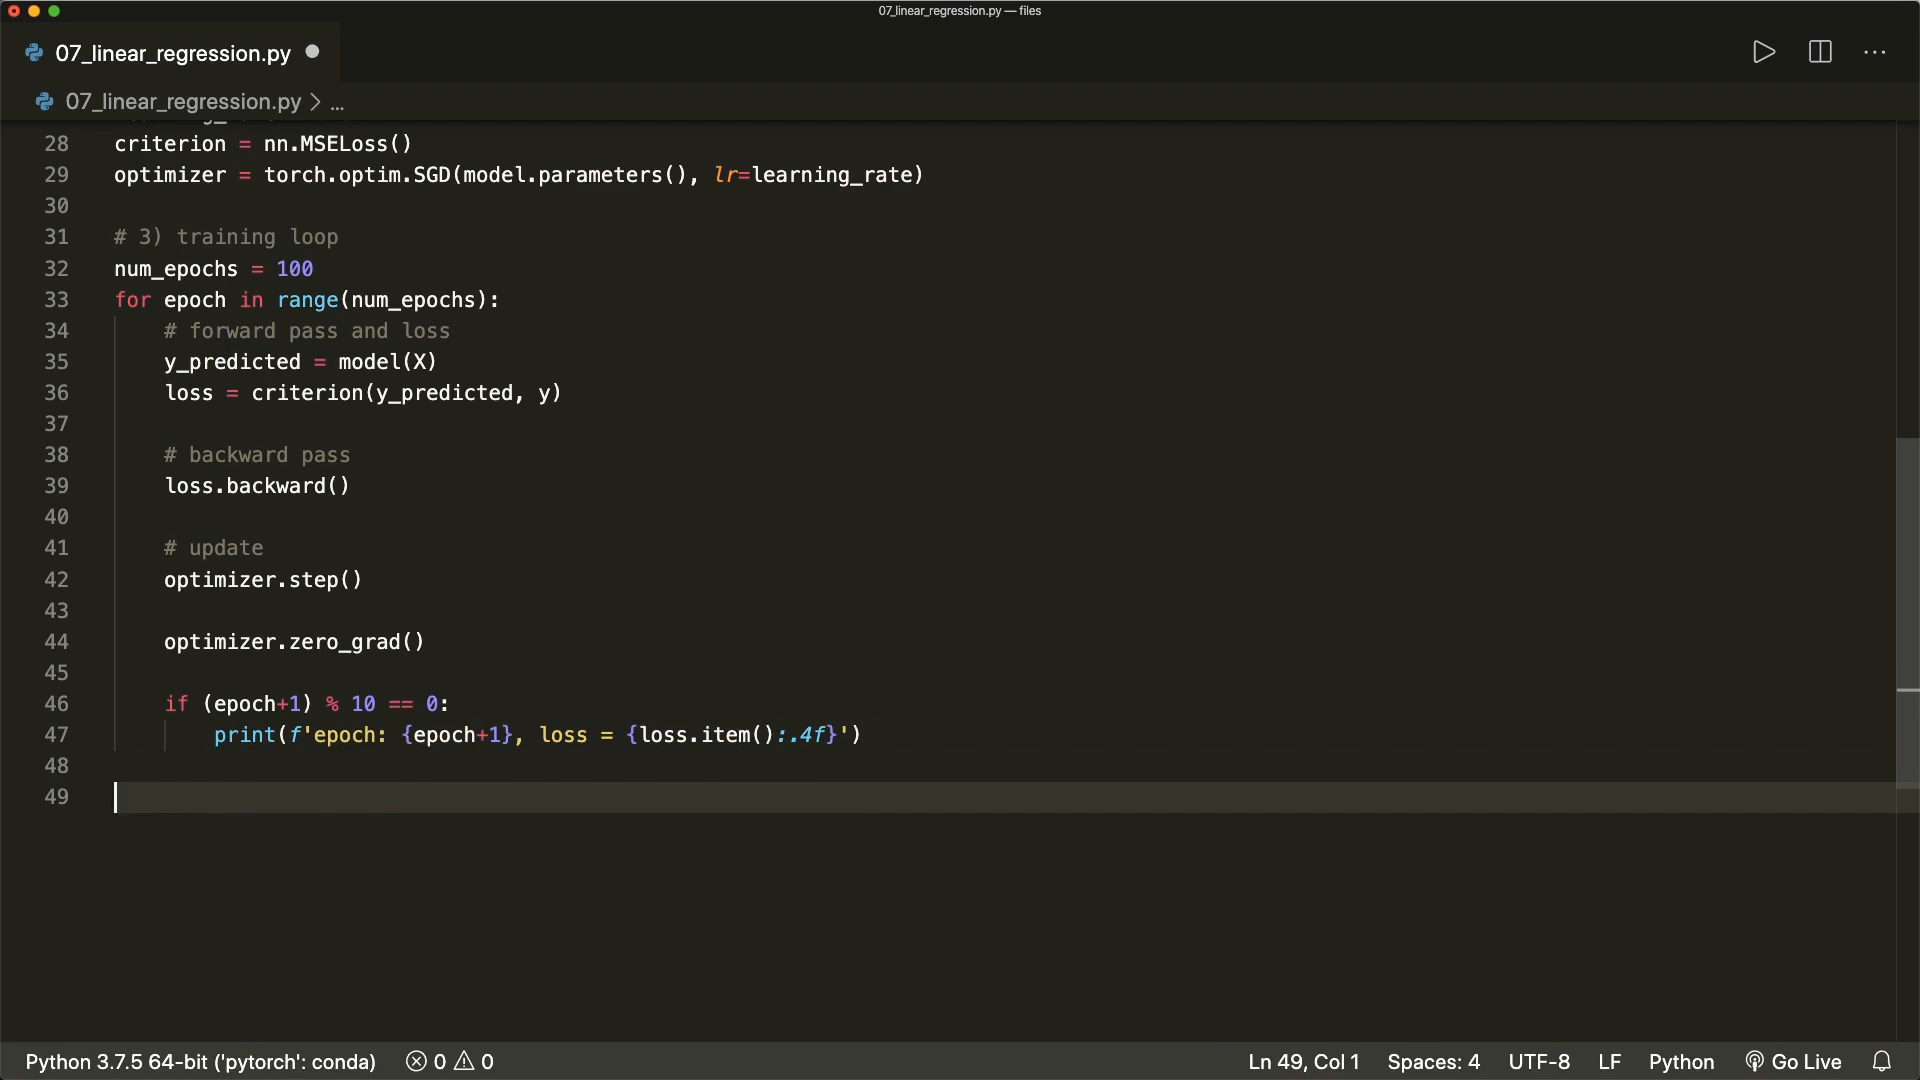 07_linear_regression.py — files
07_linear_regression.py
07_linear_regression.py > ...
28 criterion = nn.MSELoss()
29 optimizer = torch.optim.SGD(model.parameters(), lr=learning_rate)
30
31 # 3) training loop
32 num_epochs = 100
33 for epoch in range(num_epochs):
34     # forward pass and loss
35     y_predicted = model(X)
36     loss = criterion(y_predicted, y)
37
38     # backward pass
39     loss.backward()
40
41     # update
42     optimizer.step()
43
44     optimizer.zero_grad()
45
46     if (epoch+1) % 10 == 0:
47         print(f'epoch: {epoch+1}, loss = {loss.item():.4f}')
48
49
Python 3.7.5 64-bit ('pytorch': conda) 0 0 Ln 49, Col 1 Spaces: 4 UTF-8 LF Python Go Live